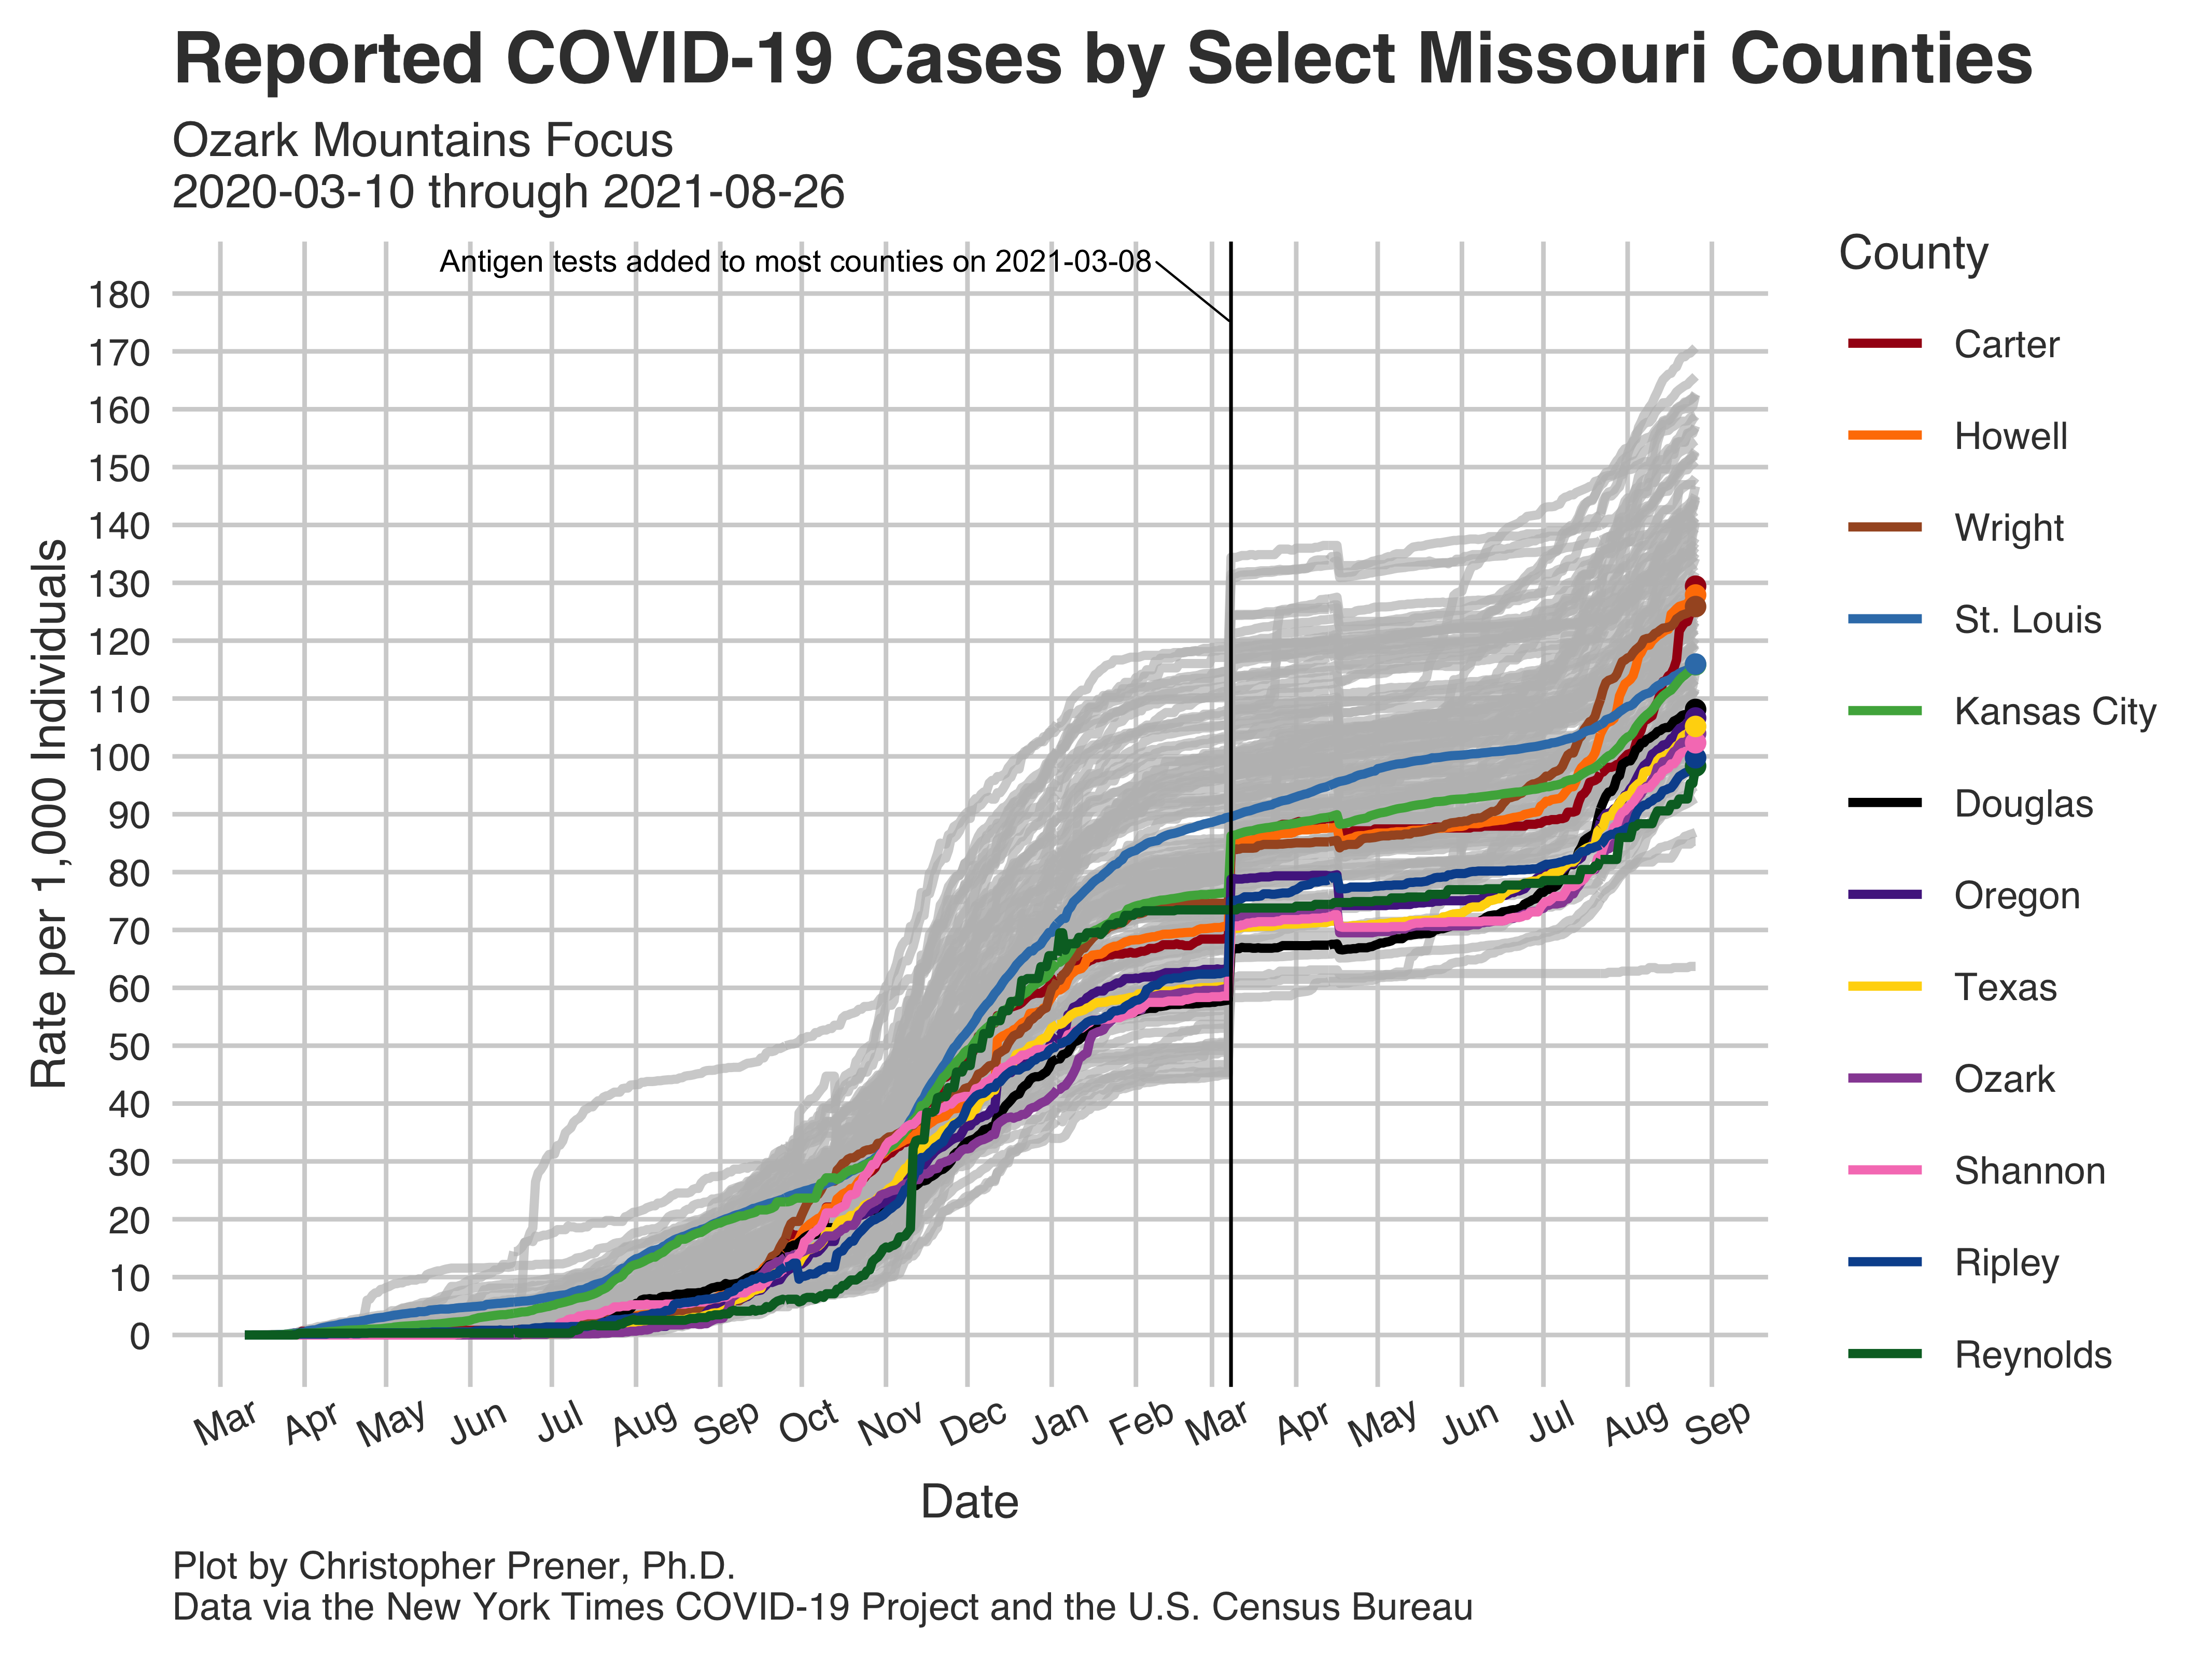 Reported COVID-19 Cases by Select Missouri Counties
Ozark Mountains Focus
2020-03-10 through 2021-08-26
Antigen tests added to most counties on 2021-03-08
County
Carter
Howell
Wright
St. Louis
Kansas City
Douglas
Oregon
Texas
Ozark
Shannon
Ripley
Reynolds
Rate per 1,000 Individuals
180
170
160
150
140
130
120
110
100
90
80
70
60
50
40
30
20
10
0
Mar Apr May Jun Jul Aug Sep Oct Nov Dec Jan Feb Mar Apr May Jun Jul Aug Sep
Date
Plot by Christopher Prener, Ph.D.
Data via the New York Times COVID-19 Project and the U.S. Census Bureau